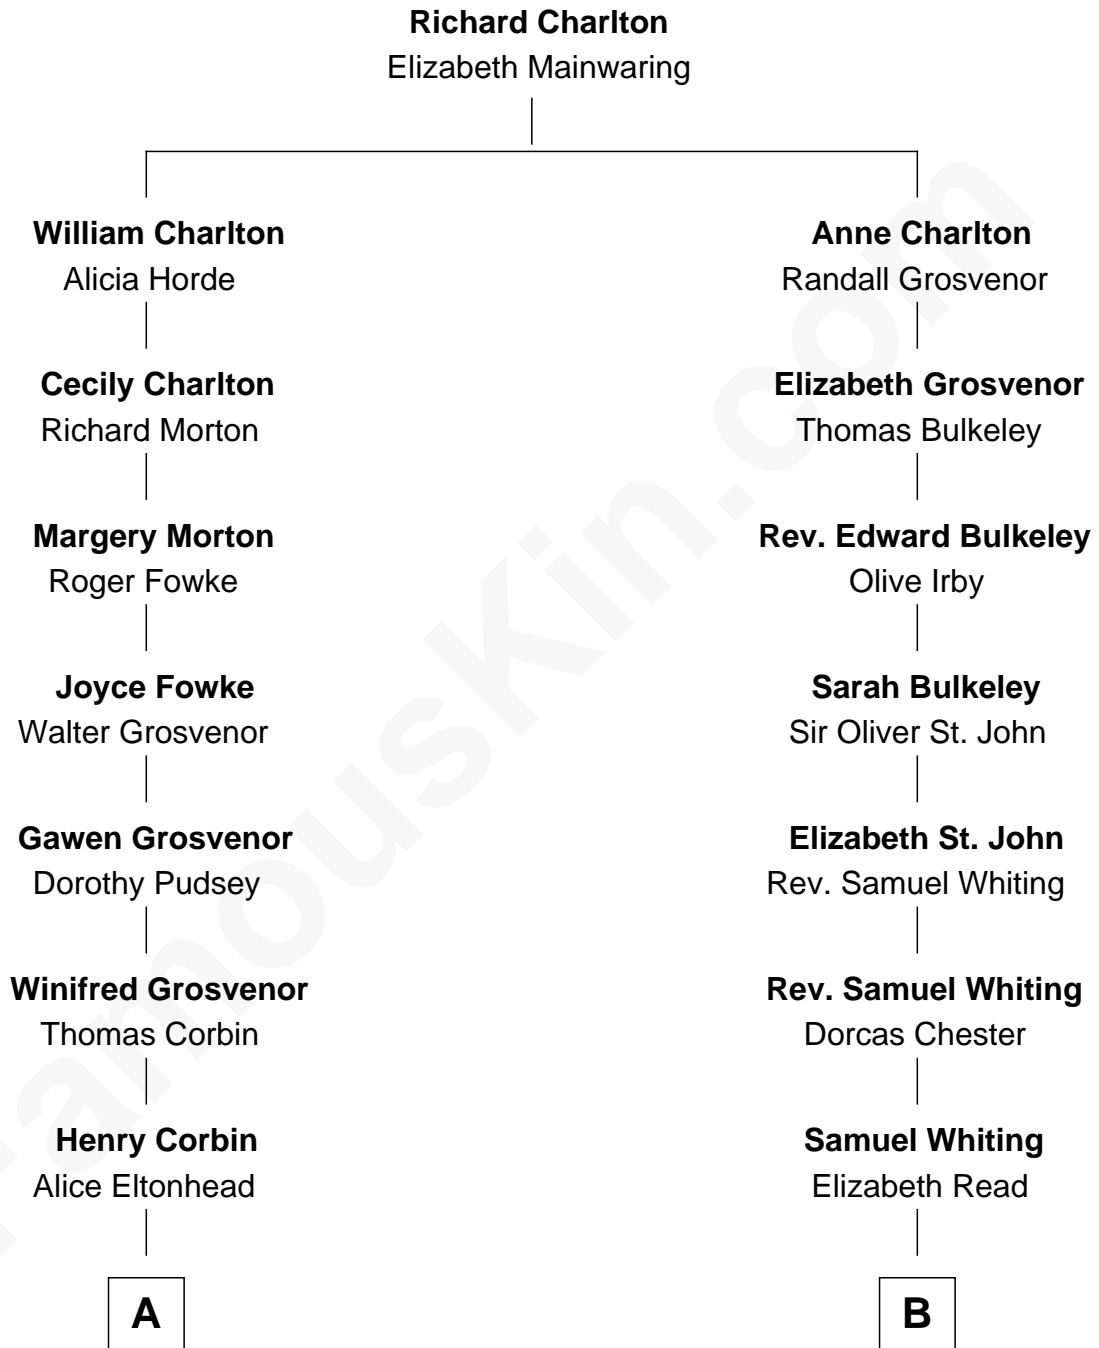 Richard Charlton
Elizabeth Mainwaring
William Charlton
Alicia Horde
Cecily Charlton
Richard Morton
Margery Morton
Roger Fowke
Joyce Fowke
Walter Grosvenor
Gawen Grosvenor
Dorothy Pudsey
Winifred Grosvenor
Thomas Corbin
Henry Corbin
Alice Eltonhead
A
Anne Charlton
Randall Grosvenor
Elizabeth Grosvenor
Thomas Bulkeley
Rev. Edward Bulkeley
Olive Irby
Sarah Bulkeley
Sir Oliver St. John
Elizabeth St. John
Rev. Samuel Whiting
Rev. Samuel Whiting
Dorcas Chester
Samuel Whiting
Elizabeth Read
B
FamousKin.com